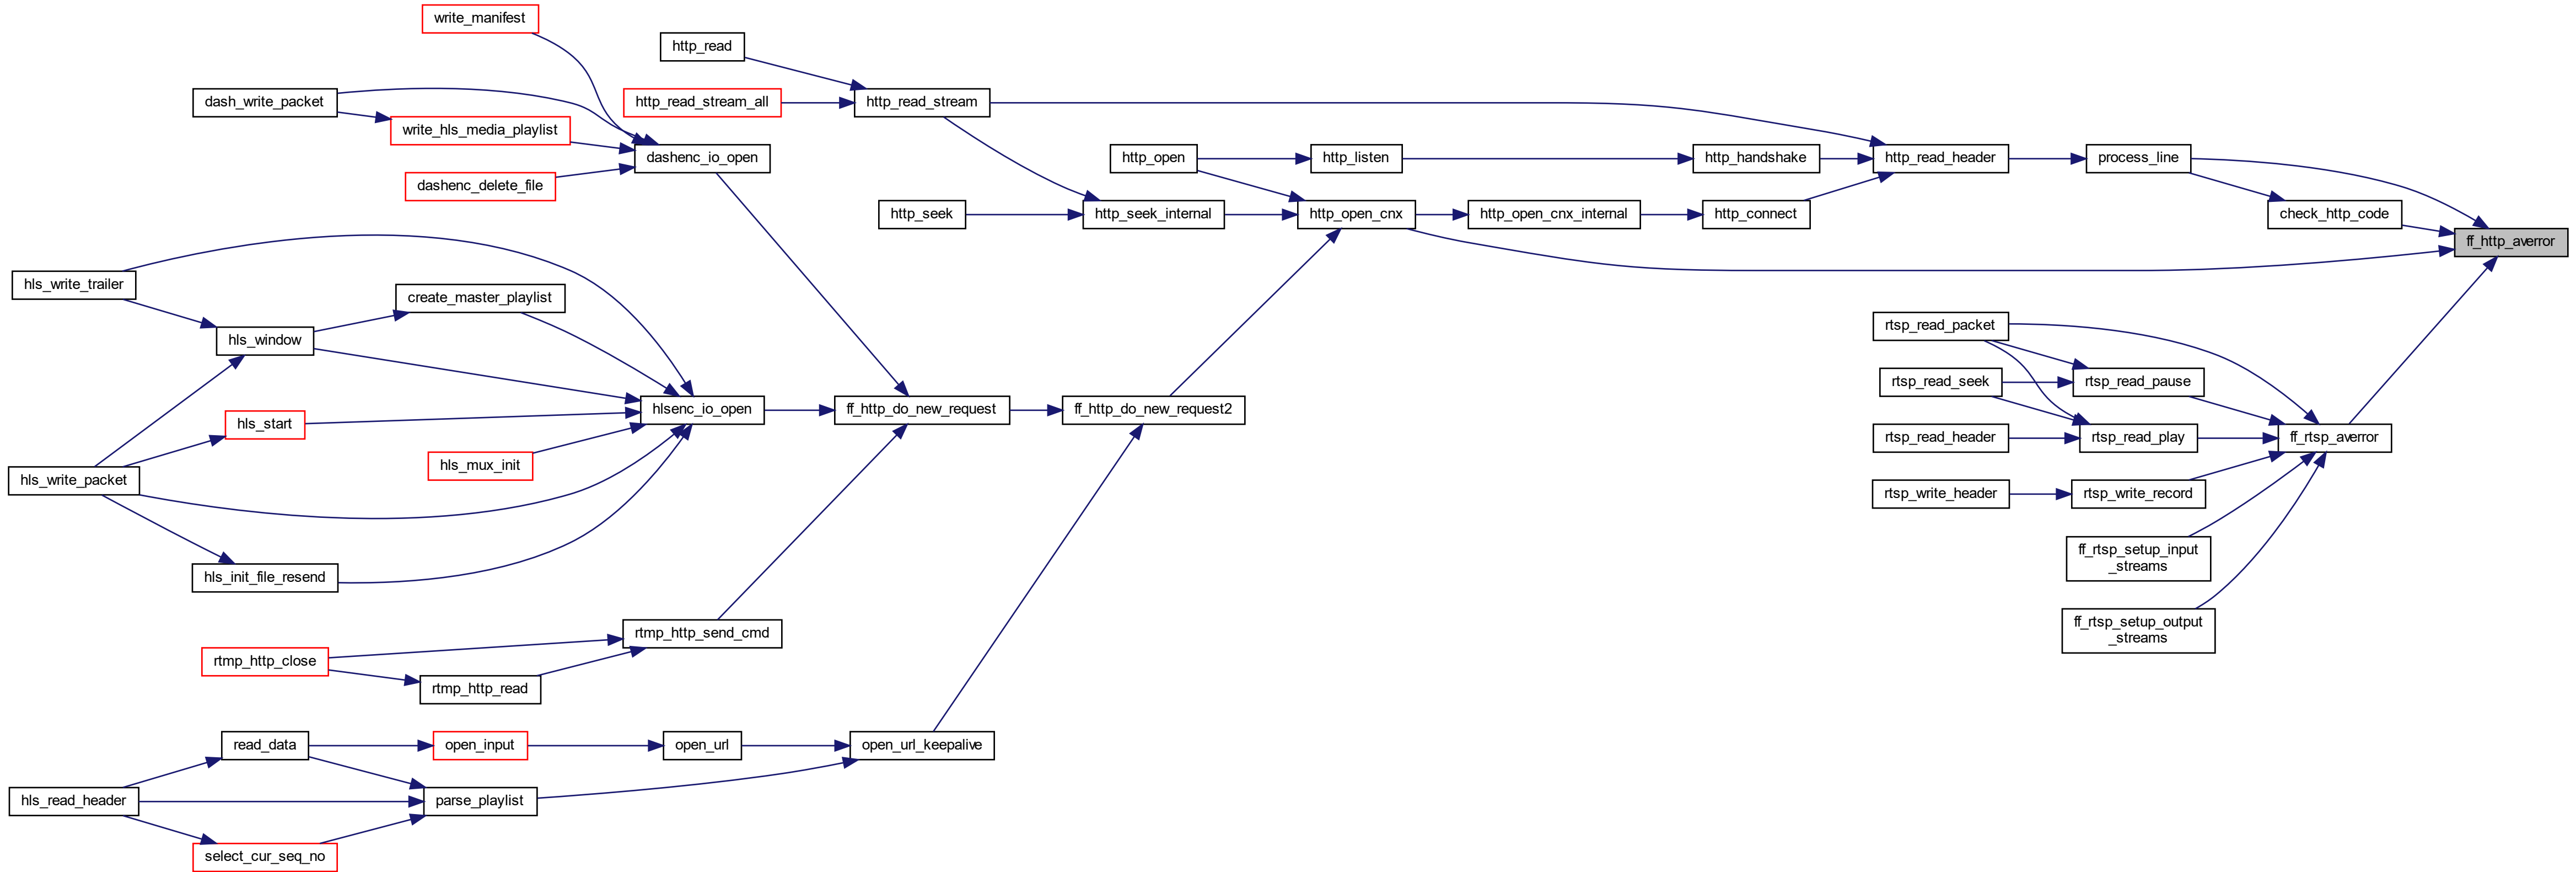 write_manifest
http_read
dash_write_packet
http_read_stream_all
http_read_stream
write_hls_media_playlist
dashenc_io_open
http_open
http_listen
http_handshake
http_read_header
process_line
dashenc_delete_file
http_seek
http_seek_internal
http_open_cnx
http_open_cnx_internal
http_connect
check_http_code
ff_http_averror
hls_write_trailer
create_master_playlist
hls_window
rtsp_read_packet
rtsp_read_seek
rtsp_read_pause
hlsenc_io_open
ff_http_do_new_request
ff_http_do_new_request2
hls_start
rtsp_read_header
rtsp_read_play
ff_rtsp_averror
hls_mux_init
hls_write_packet
rtsp_write_header
rtsp_write_record
ff_rtsp_setup_input
_streams
hls_init_file_resend
ff_rtsp_setup_output
_streams
rtmp_http_send_cmd
rtmp_http_close
rtmp_http_read
read_data
open_input
open_url
open_url_keepalive
hls_read_header
parse_playlist
select_cur_seq_no